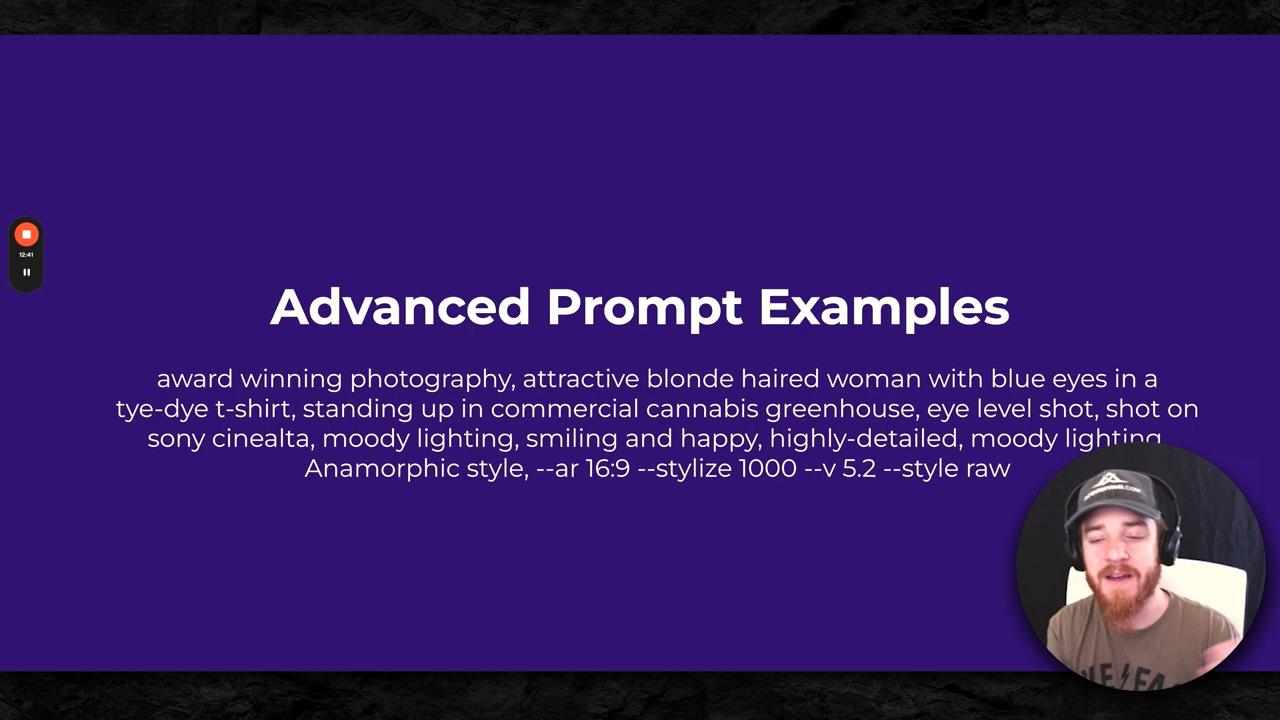 Advanced Prompt Examples
award winning photography, attractive blonde haired woman with blue eyes in a
tye-dye t-shirt, standing up in commercial cannabis greenhouse, eye level shot, shot on
sony cinealta, moody lighting, smiling and happy, highly-detailed, moody lighting
Anamorphic style, --ar 16:9 --stylize 1000 --v 5.2 --style raw
12:41